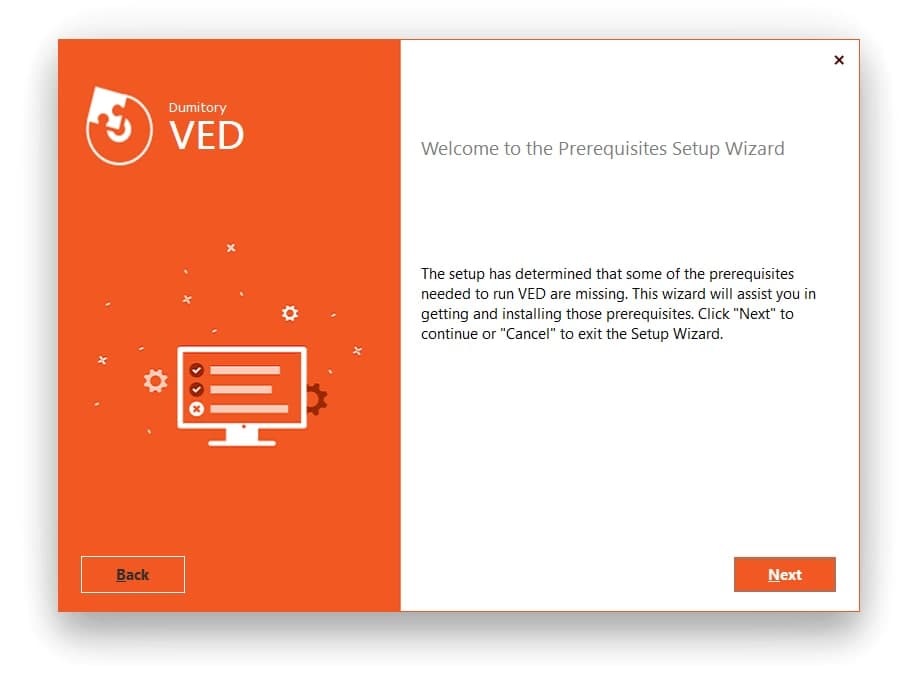 Dumitory
VED
Welcome to the Prerequisites Setup Wizard
The setup has determined that some of the prerequisites
needed to run VED are missing. This wizard will assist you in
getting and installing those prerequisites. Click "Next" to
continue or "Cancel" to exit the Setup Wizard.
Back
Next